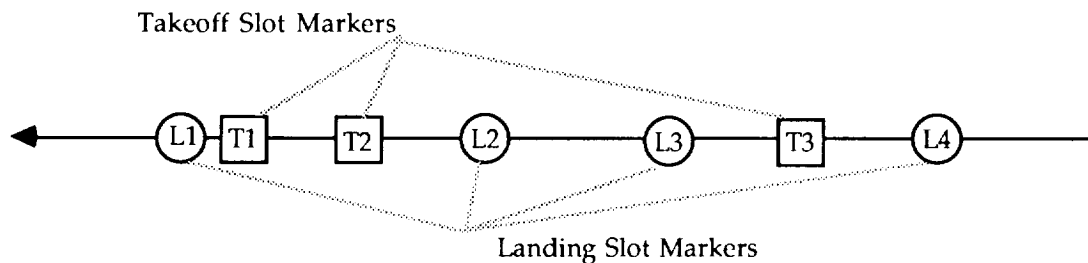 Takeoff Slot Markers
L1 T1 T2 L2 L3 T3 L4
Landing Slot Markers